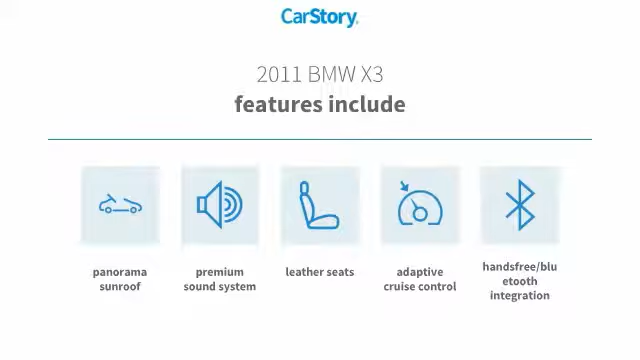 CarStory.
2011 BMW X3
features include
panorama
sunroof
premium
sound system
leather seats
adaptive
cruise control
handsfree/blu
etooth
integration